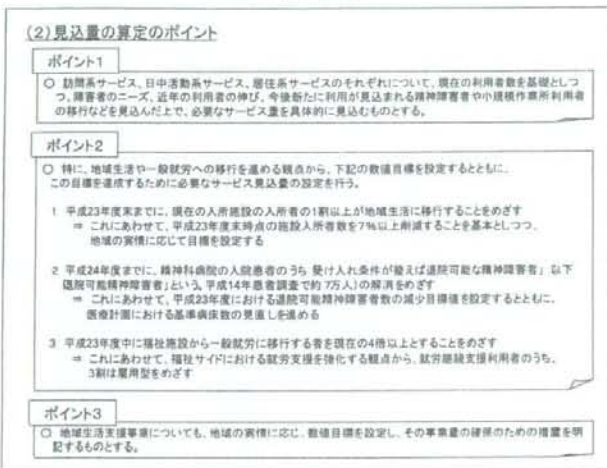 (2)見込量の算定のポイント
ポイント1
○ 訪問系サービス、日中活動系サービス、居住系サービスのそれぞれについて、現在の利用者数を基礎としつ
つ、障害者のニーズ、近年の利用者の伸び、今後新たに利用が見込まれる精神障害者や小規模作業所利用者
の移行などを見込んだ上で、必要なサービス量を具体的に見込むものとする。
ポイント2
○ 特に、地域生活や一般就労への移行を進める観点から、下記の数値目標を設定するとともに、
この目標を達成するために必要なサービス見込量の設定を行う。
1 平成23年度末までに、現在の入所施設の入所者の1割以上が地域生活に移行することをめざす
⇒ これにあわせて、平成23年度末時点の施設入所者数を7%以上削減することを基本としつつ、
地域の実情に応じて目標を設定する
2 平成24年度までに、精神科病院の入院患者のうち「受け入れ条件が整えば退院可能な精神障害者」(以下
「退院可能精神障害者」という。平成14年患者調査で約7万人)の解消をめざす
⇒ これにあわせて、平成23年度における退院可能精神障害者数の減少目標値を設定するとともに、
医療計画における基準病床数の見直しを進める
3 平成23年度中に福祉施設から一般就労に移行する者を現在の4倍以上とすることをめざす
⇒ これにあわせて、福祉サイドにおける就労支援を強化する観点から、就労継続支援利用者のうち、
3割は雇用型をめざす
ポイント3
○ 地域生活支援事業についても、地域の実情に応じ、数値目標を設定し、その事業量の確保のための措置を明
記するものとする。